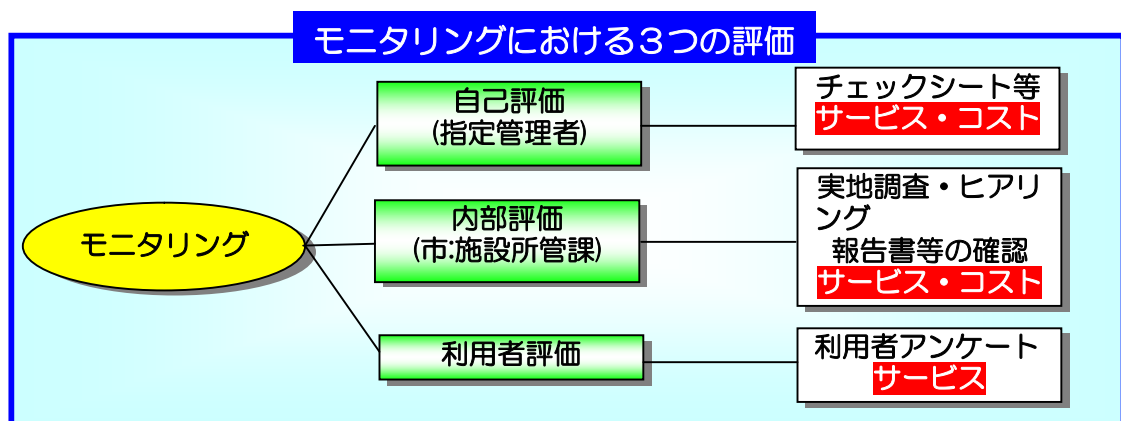 モニタリングにおける３つの評価
自己評価
(指定管理者)
チェックシート等
サービス・コスト
モニタリング
内部評価
(市:施設所管課)
実地調査・ヒアリ
ング
報告書等の確認
サービス・コスト
利用者評価
利用者アンケート
サービス